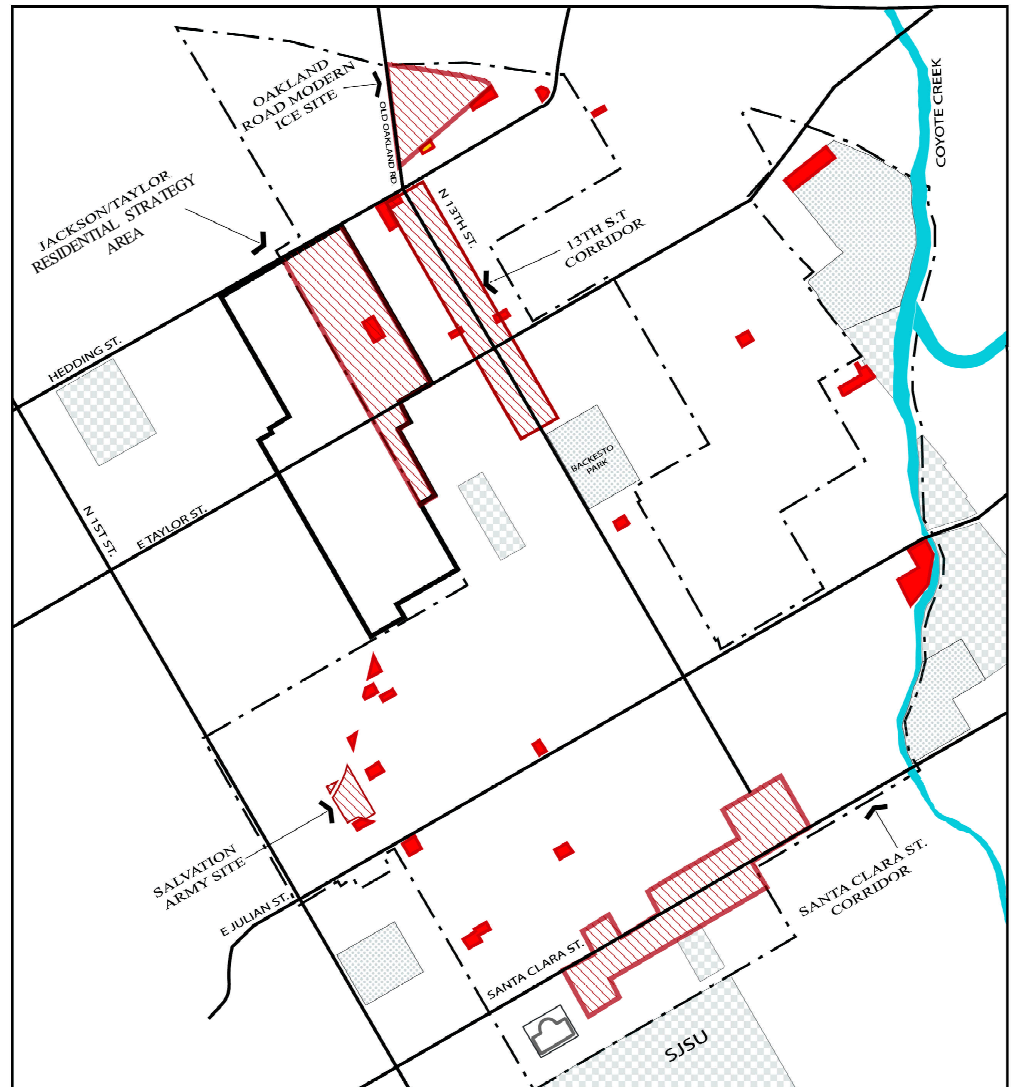 OAKLAND
ROAD MODERN
ICE SITE
OLD OAKLAND RD
COYOTE CREEK
JACKSON/TAYLOR
RESIDENTIAL STRATEGY
AREA
N 13TH ST.
13TH S.T
CORRIDOR
HEDDING ST.
BACKESTO
PARK
N 1ST ST.
E TAYLOR ST.
SALVATION
ARMY SITE
E JULIAN ST.
SANTA CLARA ST.
CORRIDOR
SANTA CLARA ST.
SJSU